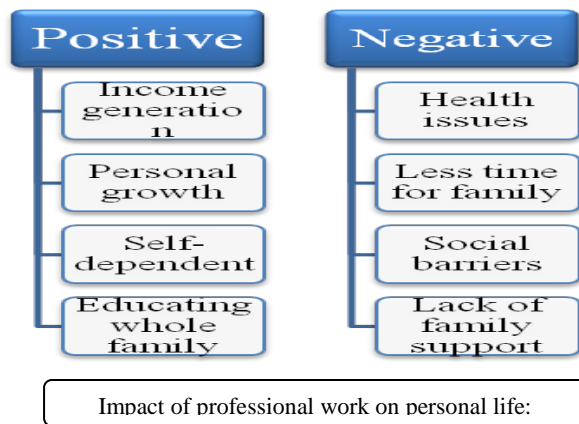 Positive
Income
generatio
n
Personal
growth
Self-
dependent
Educating
whole
family
Negative
Health
issues
Less time
for family
Social
barriers
Lack of
family
support
Impact of professional work on personal life: